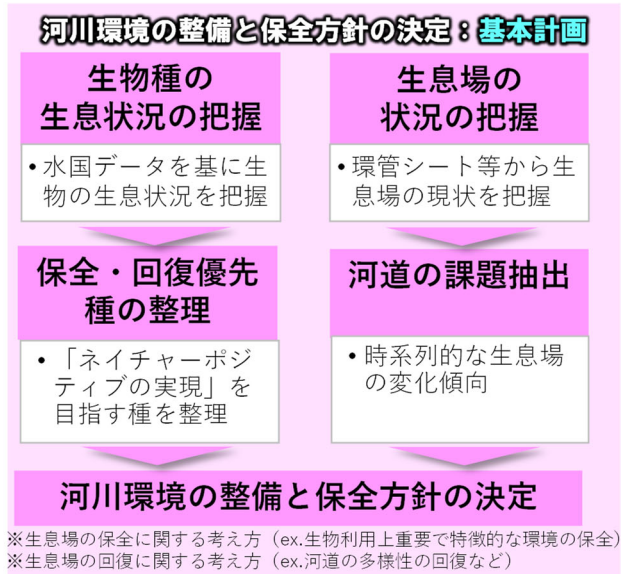 河川環境の整備と保全方針の決定：基本計画
生物種の
生息状況の把握
• 水国データを基に生
物の生息状況を把握
保全・回復優先
種の整理
• 「ネイチャーポジ
ティブの実現」を
目指す種を整理
生息場の
状況の把握
• 環管シート等から生
息場の現状を把握
河道の課題抽出
• 時系列的な生息場
の変化傾向
河川環境の整備と保全方針の決定
※生息場の保全に関する考え方（ex.生物利用上重要で特徴的な環境の保全）
※生息場の回復に関する考え方（ex.河道の多様性の回復など）